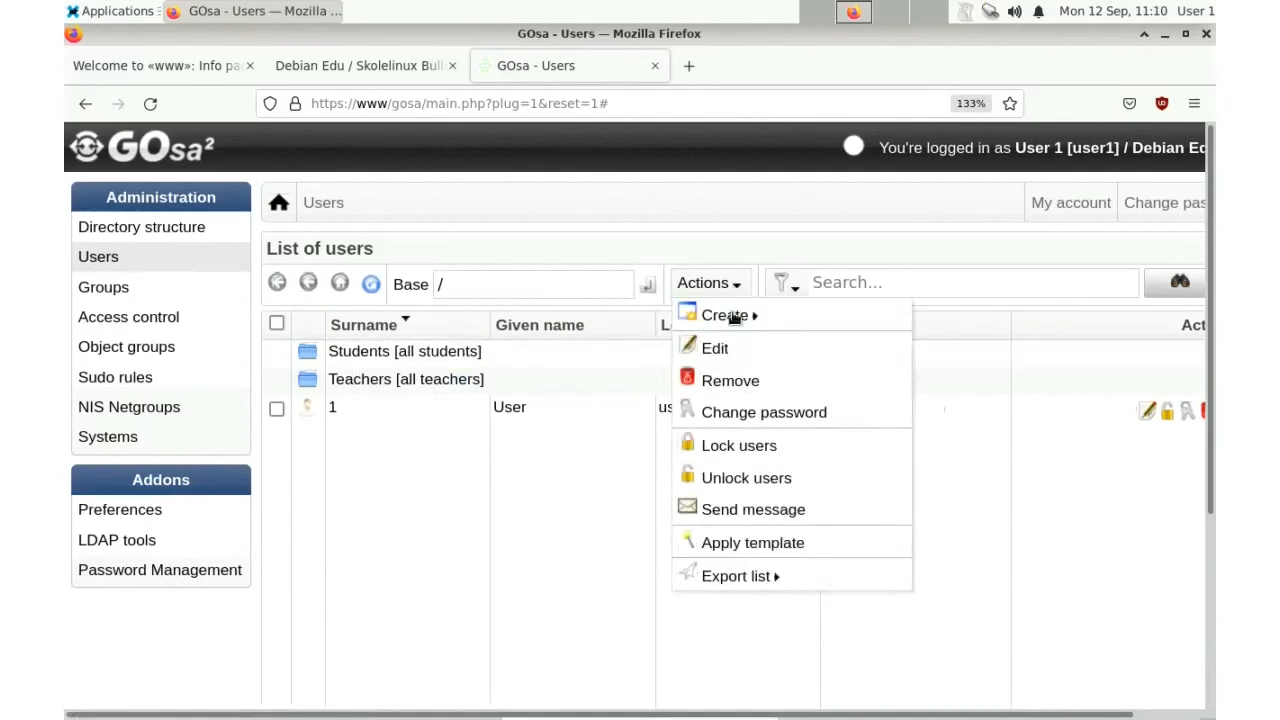 Applications
GOsa - Users — Mozilla ...
Mon 12 Sep, 11:10 User 1
GOsa - Users — Mozilla Firefox
Welcome to «www»: Info pa
Debian Edu / Skolelinux Bull
GOsa - Users
https://www/gosa/main.php?plug=1&reset=1#
133%
GOsa²
You're logged in as User 1 [user1] / Debian Ed
Administration
Directory structure
Users
Groups
Access control
Object groups
Sudo rules
NIS Netgroups
Systems
Addons
Preferences
LDAP tools
Password Management
Users
My account
Change pas
List of users
Base /
Actions
Search...
Surname
Given name
L
Act
Students [all students]
Teachers [all teachers]
1
User
us
Create
Edit
Remove
Change password
Lock users
Unlock users
Send message
Apply template
Export list